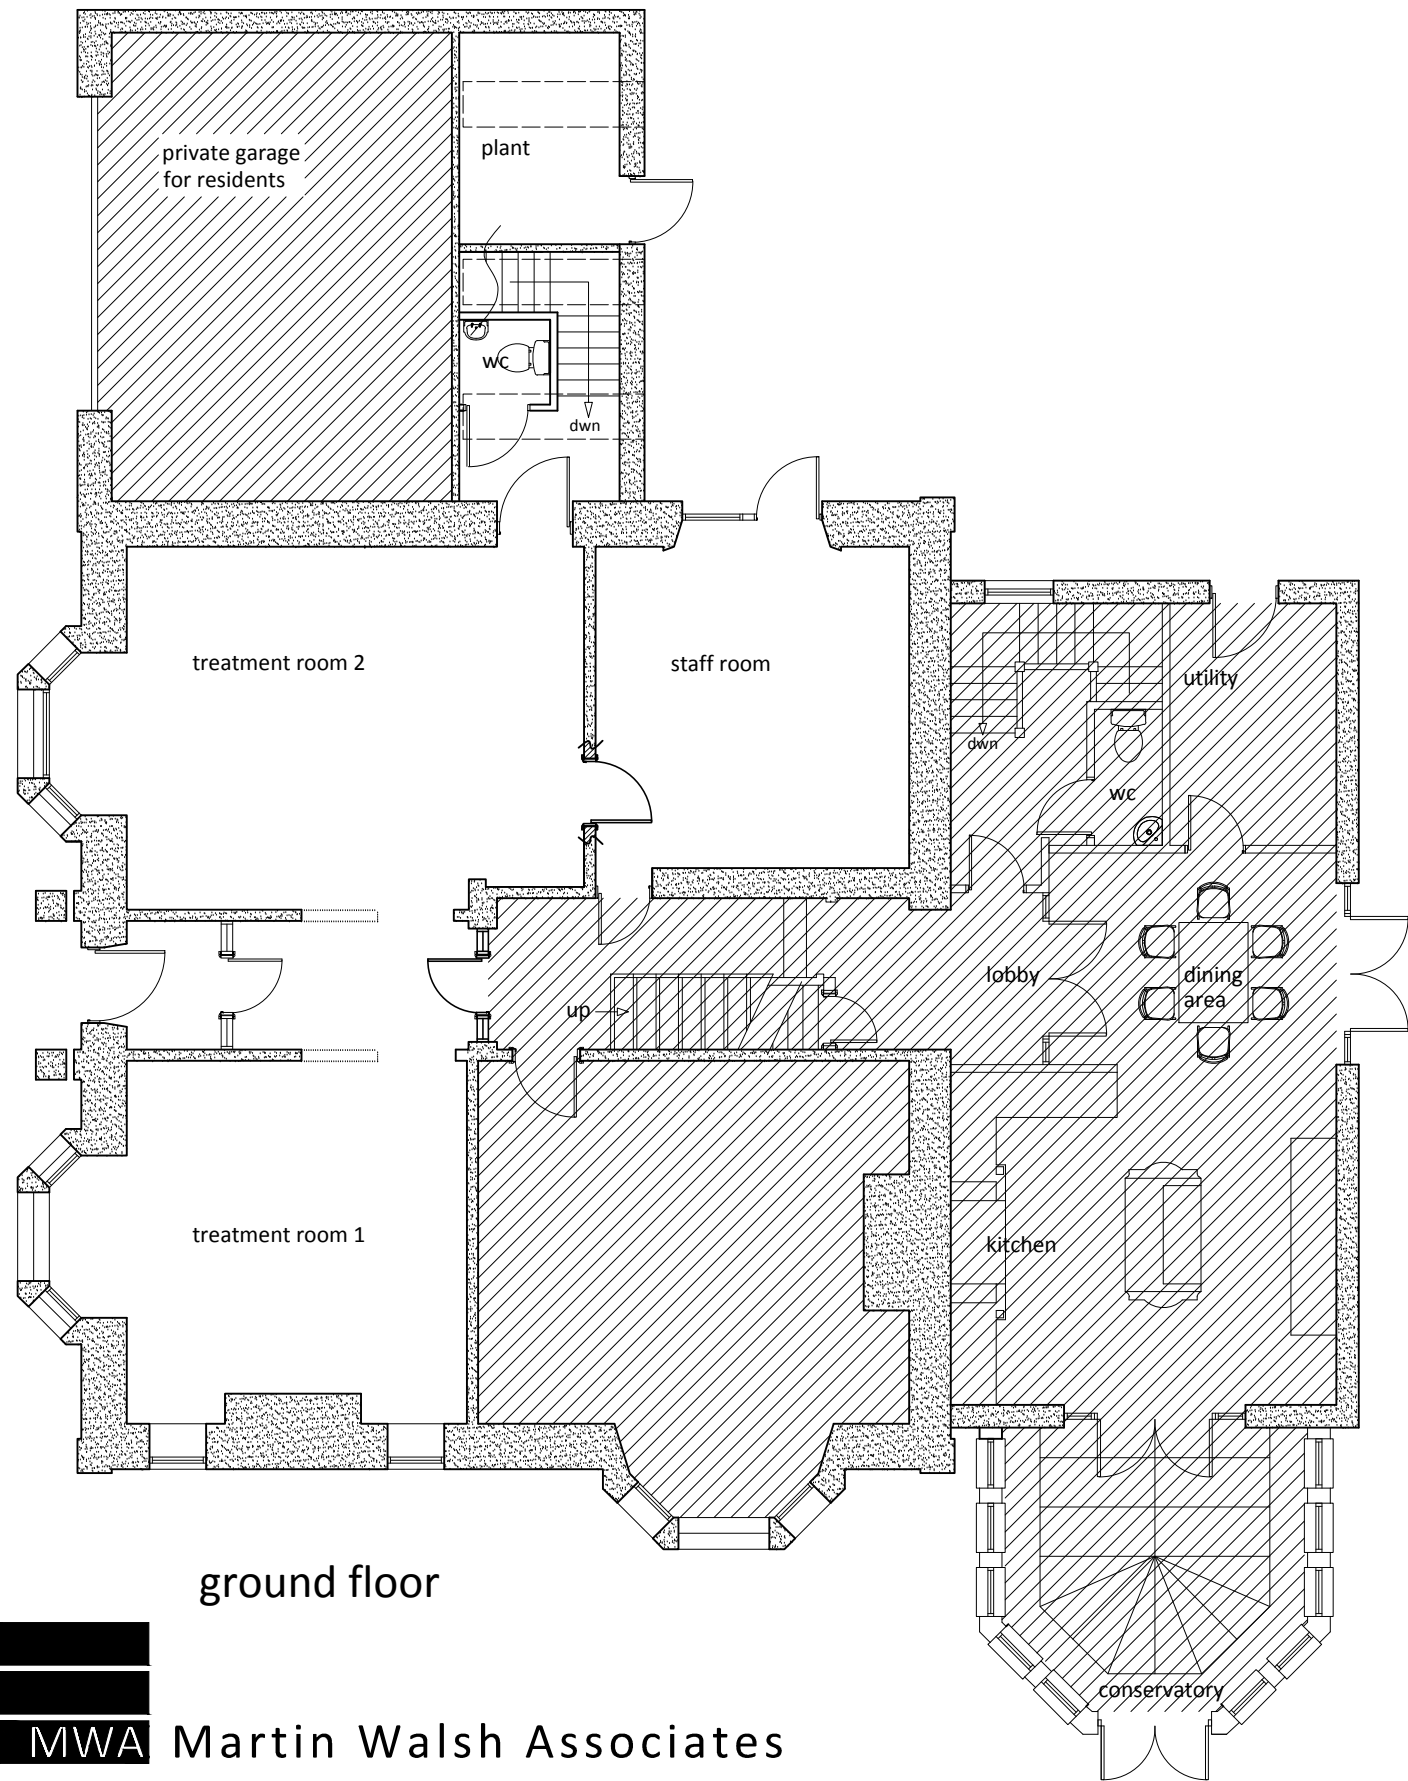 private garage
for residents
plant
wc
dwn
treatment room 2
staff room
utility
dwn
wc
lobby
dining
area
up
treatment room 1
kitchen
ground floor
conservatory
MWA Martin Walsh Associates